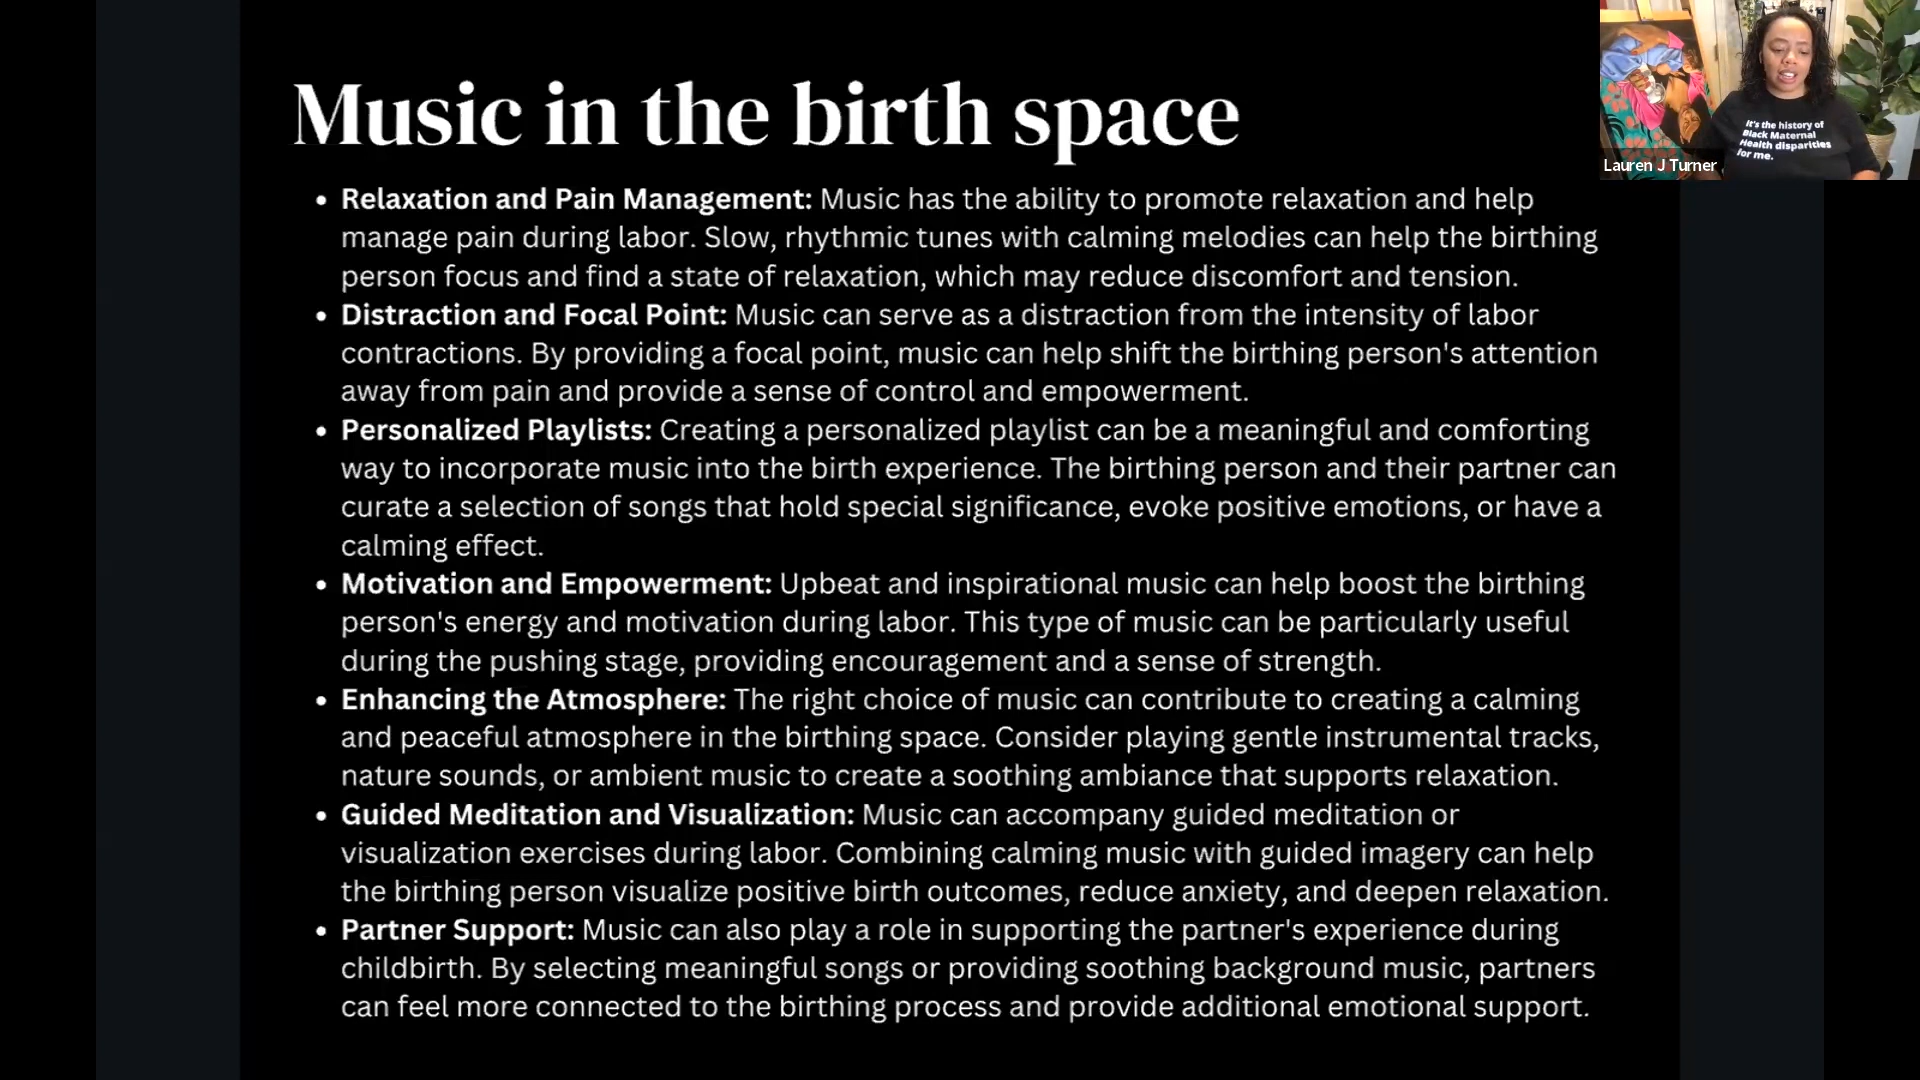 Music in the birth space
• Relaxation and Pain Management: Music has the ability to promote relaxation and help
manage pain during labor. Slow, rhythmic tunes with calming melodies can help the birthing
person focus and find a state of relaxation, which may reduce discomfort and tension.
• Distraction and Focal Point: Music can serve as a distraction from the intensity of labor
contractions. By providing a focal point, music can help shift the birthing person's attention
away from pain and provide a sense of control and empowerment.
• Personalized Playlists: Creating a personalized playlist can be a meaningful and comforting
way to incorporate music into the birth experience. The birthing person and their partner can
curate a selection of songs that hold special significance, evoke positive emotions, or have a
calming effect.
• Motivation and Empowerment: Upbeat and inspirational music can help boost the birthing
person's energy and motivation during labor. This type of music can be particularly useful
during the pushing stage, providing encouragement and a sense of strength.
• Enhancing the Atmosphere: The right choice of music can contribute to creating a calming
and peaceful atmosphere in the birthing space. Consider playing gentle instrumental tracks,
nature sounds, or ambient music to create a soothing ambiance that supports relaxation.
• Guided Meditation and Visualization: Music can accompany guided meditation or
visualization exercises during labor. Combining calming music with guided imagery can help
the birthing person visualize positive birth outcomes, reduce anxiety, and deepen relaxation.
• Partner Support: Music can also play a role in supporting the partner's experience during
childbirth. By selecting meaningful songs or providing soothing background music, partners
can feel more connected to the birthing process and provide additional emotional support.
It's the history of
Black Maternal
Health disparities
for me.
Lauren J Turner